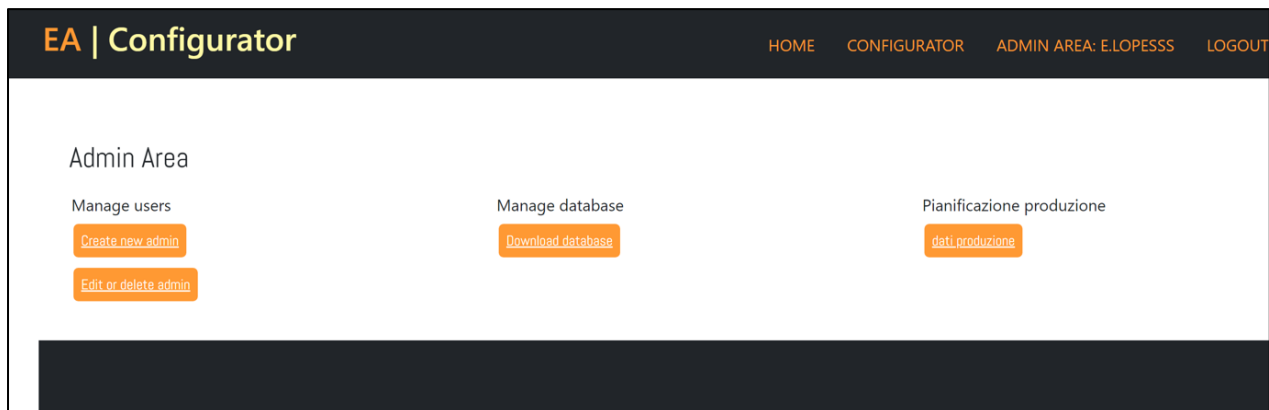 EA | Configurator
HOME CONFIGURATOR ADMIN AREA: E.LOPESSS LOGOUT
Admin Area
Manage users
Create new admin
Edit or delete admin
Manage database
Download database
Pianificazione produzione
dati produzione